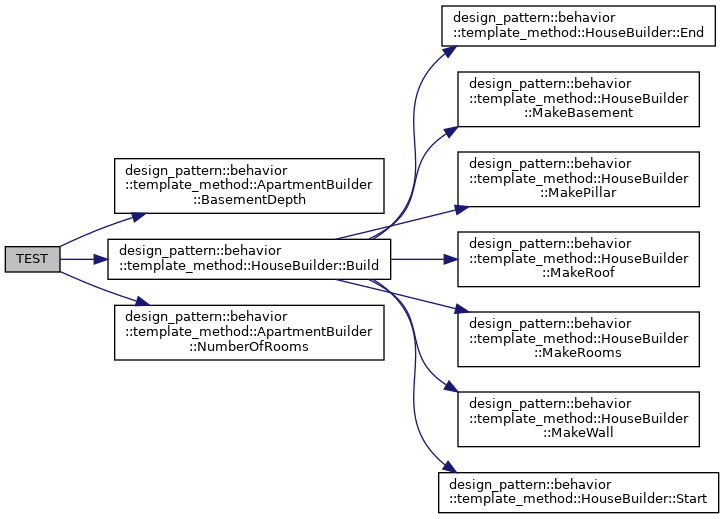 TEST
design_pattern::behavior
::template_method::ApartmentBuilder
::BasementDepth
design_pattern::behavior
::template_method::HouseBuilder::Build
design_pattern::behavior
::template_method::ApartmentBuilder
::NumberOfRooms
design_pattern::behavior
::template_method::HouseBuilder::End
design_pattern::behavior
::template_method::HouseBuilder
::MakeBasement
design_pattern::behavior
::template_method::HouseBuilder
::MakePillar
design_pattern::behavior
::template_method::HouseBuilder
::MakeRoof
design_pattern::behavior
::template_method::HouseBuilder
::MakeRooms
design_pattern::behavior
::template_method::HouseBuilder
::MakeWall
design_pattern::behavior
::template_method::HouseBuilder::Start